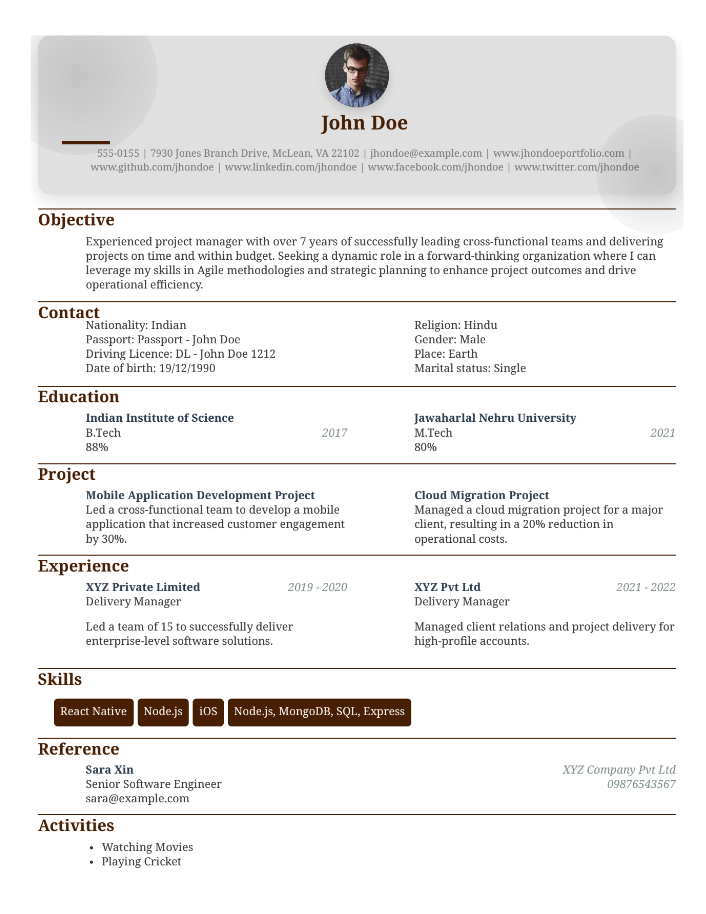 John Doe
555-0155 | 7930 Jones Branch Drive, McLean, VA 22102 | jhondoe@example.com | www.jhondoeportfolio.com |
www.github.com/jhondoe | www.linkedin.com/jhondoe | www.facebook.com/jhondoe | www.twitter.com/jhondoe
Objective
Experienced project manager with over 7 years of successfully leading cross-functional teams and delivering
projects on time and within budget. Seeking a dynamic role in a forward-thinking organization where I can
leverage my skills in Agile methodologies and strategic planning to enhance project outcomes and drive
operational efficiency.
Contact
Nationality: Indian
Passport: Passport - John Doe
Driving Licence: DL - John Doe 1212
Date of birth: 19/12/1990
Religion: Hindu
Gender: Male
Place: Earth
Marital status: Single
Education
Indian Institute of Science
B.Tech 2017
88%
Jawaharlal Nehru University
M.Tech 2021
80%
Project
Mobile Application Development Project
Led a cross-functional team to develop a mobile
application that increased customer engagement
by 30%.
Cloud Migration Project
Managed a cloud migration project for a major
client, resulting in a 20% reduction in
operational costs.
Experience
XYZ Private Limited 2019 - 2020
Delivery Manager
Led a team of 15 to successfully deliver
enterprise-level software solutions.
XYZ Pvt Ltd 2021 - 2022
Delivery Manager
Managed client relations and project delivery for
high-profile accounts.
Skills
React Native Node.js iOS Node.js, MongoDB, SQL, Express
Reference
Sara Xin XYZ Company Pvt Ltd
Senior Software Engineer 09876543567
sara@example.com
Activities
• Watching Movies
• Playing Cricket